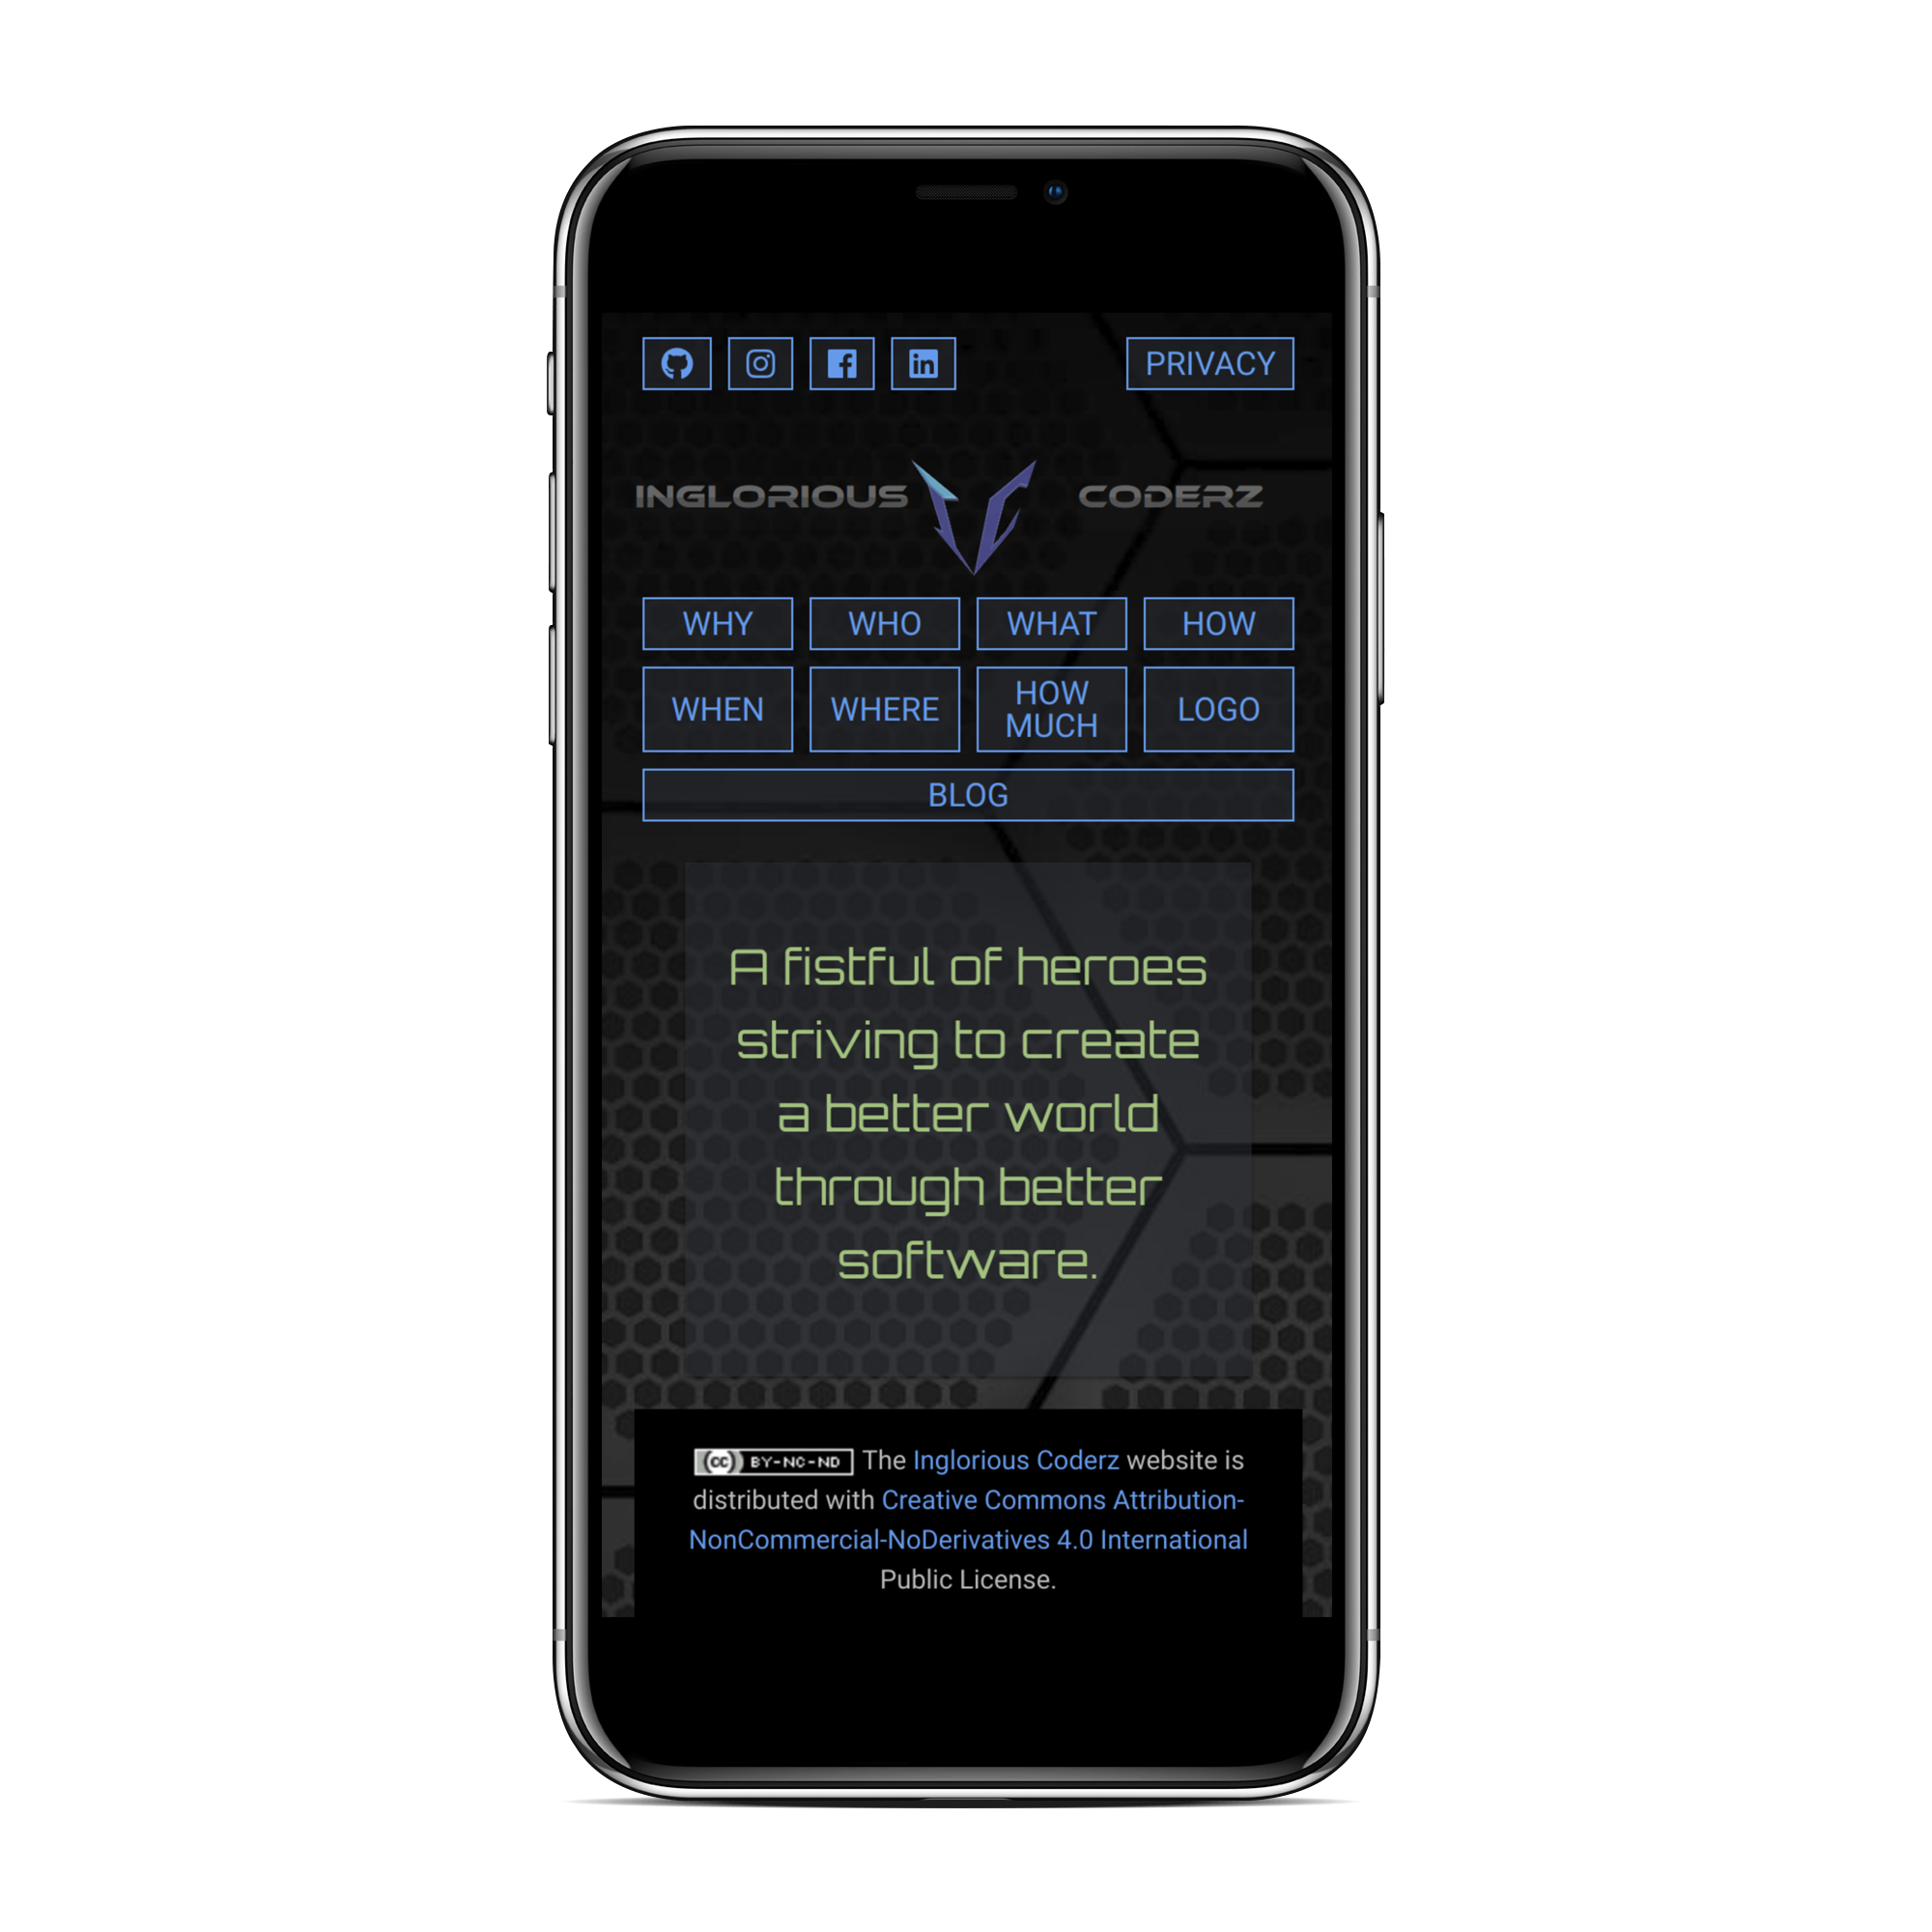 PRIVACY
INGLORIOUS CODERZ
WHY WHO WHAT HOW
WHEN WHERE HOW MUCH LOGO
BLOG
A fistful of heroes
striving to create
a better world
through better
software.
(cc) BY-NC-ND The Inglorious Coderz website is
distributed with Creative Commons Attribution-
NonCommercial-NoDerivatives 4.0 International
Public License.